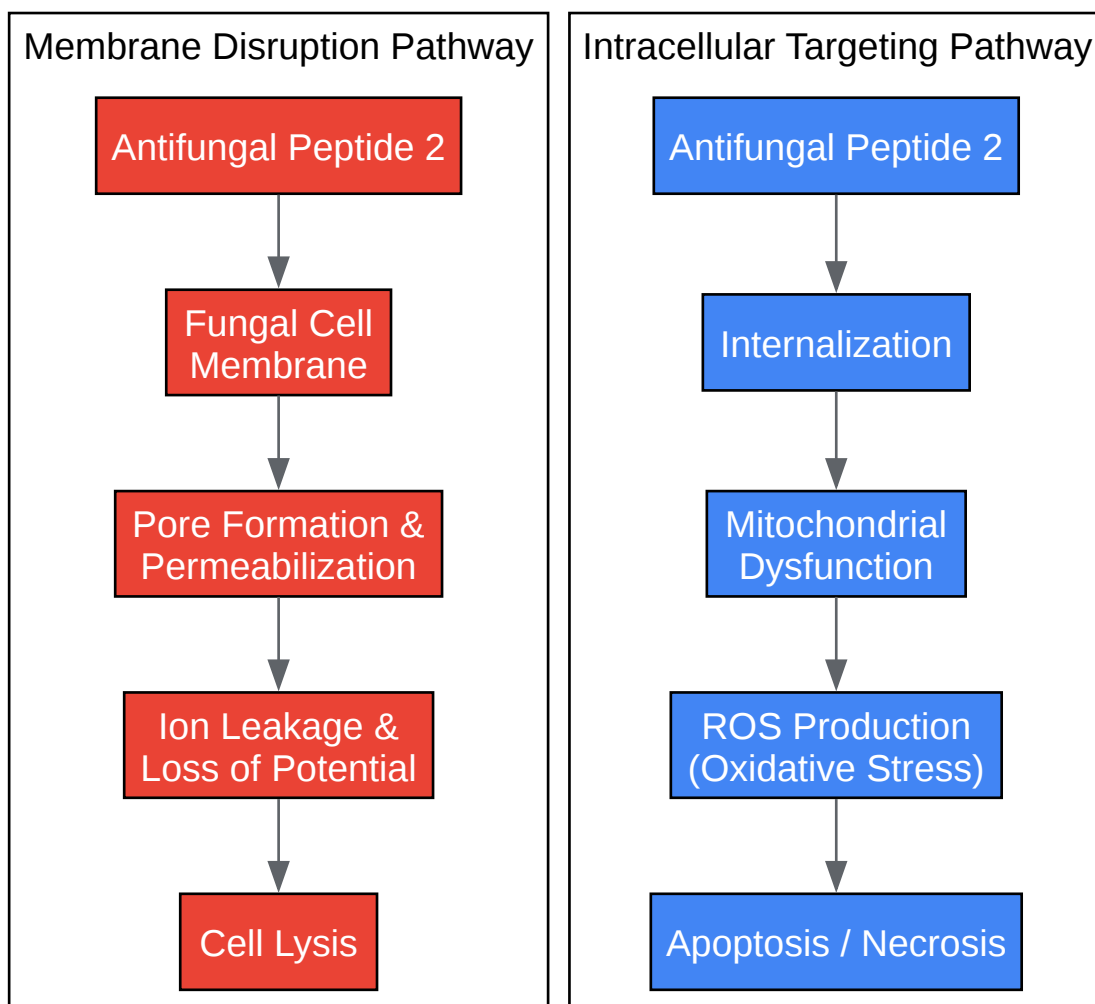 Membrane Disruption Pathway
Antifungal Peptide 2
Fungal Cell
Membrane
Pore Formation &
Permeabilization
Ion Leakage &
Loss of Potential
Cell Lysis
Intracellular Targeting Pathway
Antifungal Peptide 2
Internalization
Mitochondrial
Dysfunction
ROS Production
(Oxidative Stress)
Apoptosis / Necrosis